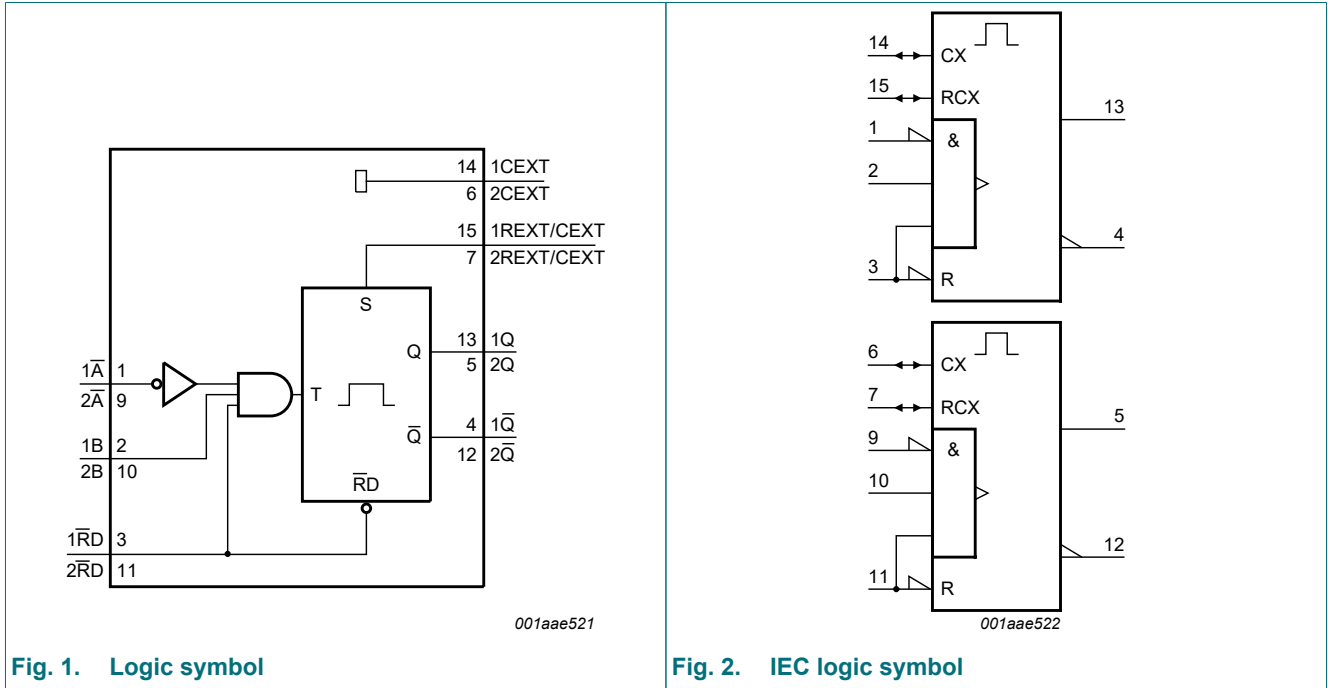 14 1CEXT
6 2CEXT
15 1REXT/CEXT
7 2REXT/CEXT
S
13 1Q
Q
5 2Q
1A̅ 1
T
2A̅ 9
4 1Q̅
Q̅
1B 2
12 2Q̅
2B 10
R̅D
1R̅D 3
2R̅D 11
001aae521
Fig. 1. Logic symbol
14 CX
15 RCX
13
1 &
2
4
3 R
6 CX
7 RCX
5
9 &
10
12
11 R
001aae522
Fig. 2. IEC logic symbol